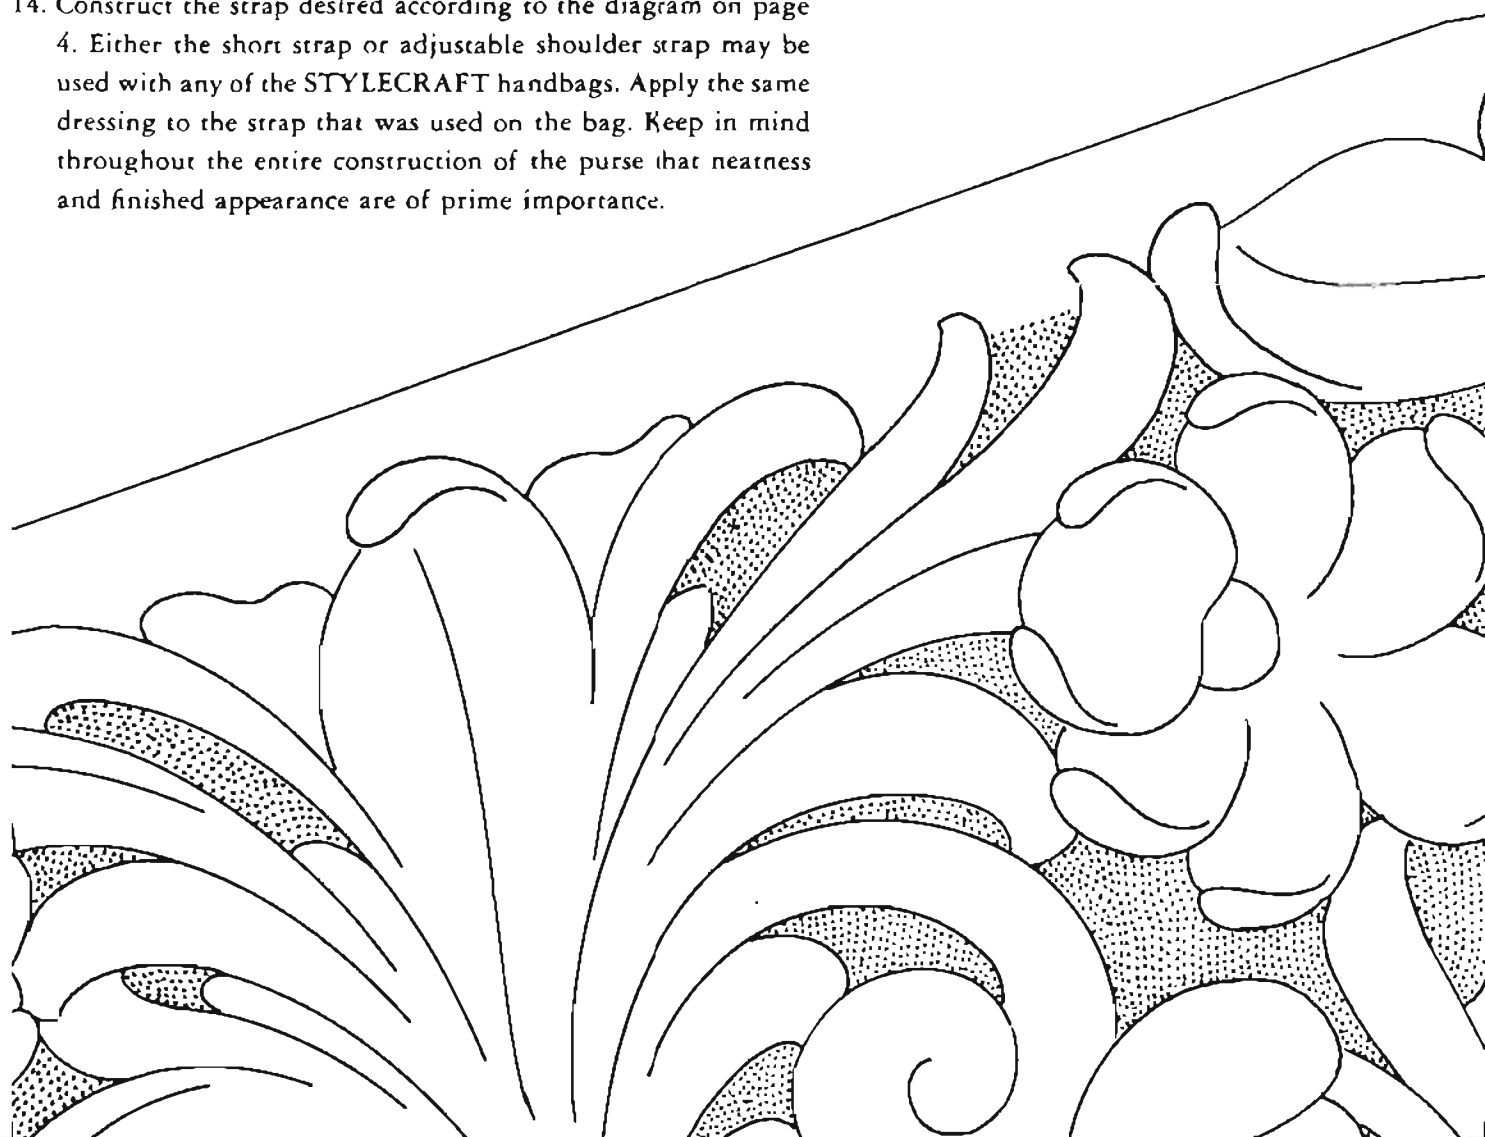 14. Construct the strap desired according to the diagram on page
4. Either the short strap or adjustable shoulder strap may be
used with any of the STYLECRAFT handbags. Apply the same
dressing to the strap that was used on the bag. Keep in mind
throughout the entire construction of the purse that neatness
and finished appearance are of prime importance.